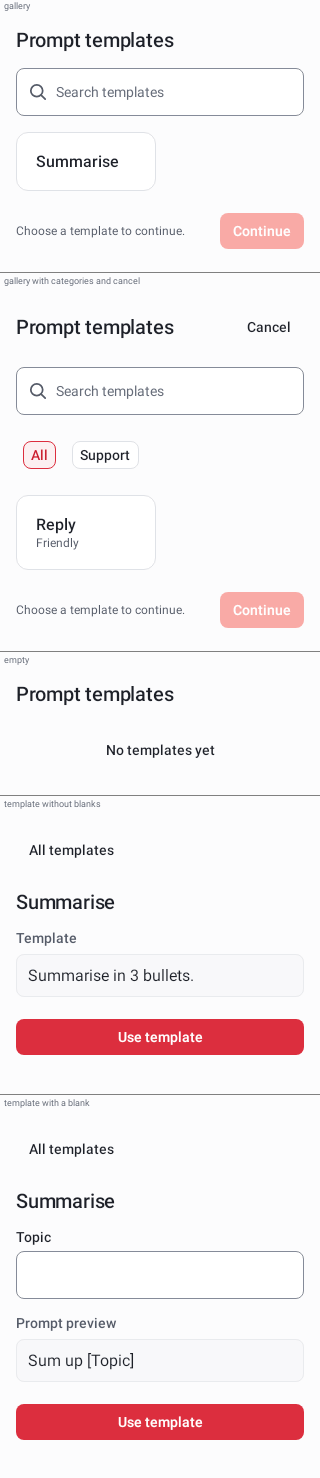 gallery
Prompt templates
Search templates
Summarise
Choose a template to continue.
Continue
gallery with categories and cancel
Prompt templates
Cancel
Search templates
All
Support
Reply
Friendly
Choose a template to continue.
Continue
empty
Prompt templates
No templates yet
template without blanks
All templates
Summarise
Template
Summarise in 3 bullets.
Use template
template with a blank
All templates
Summarise
Topic
Prompt preview
Sum up [Topic]
Use template